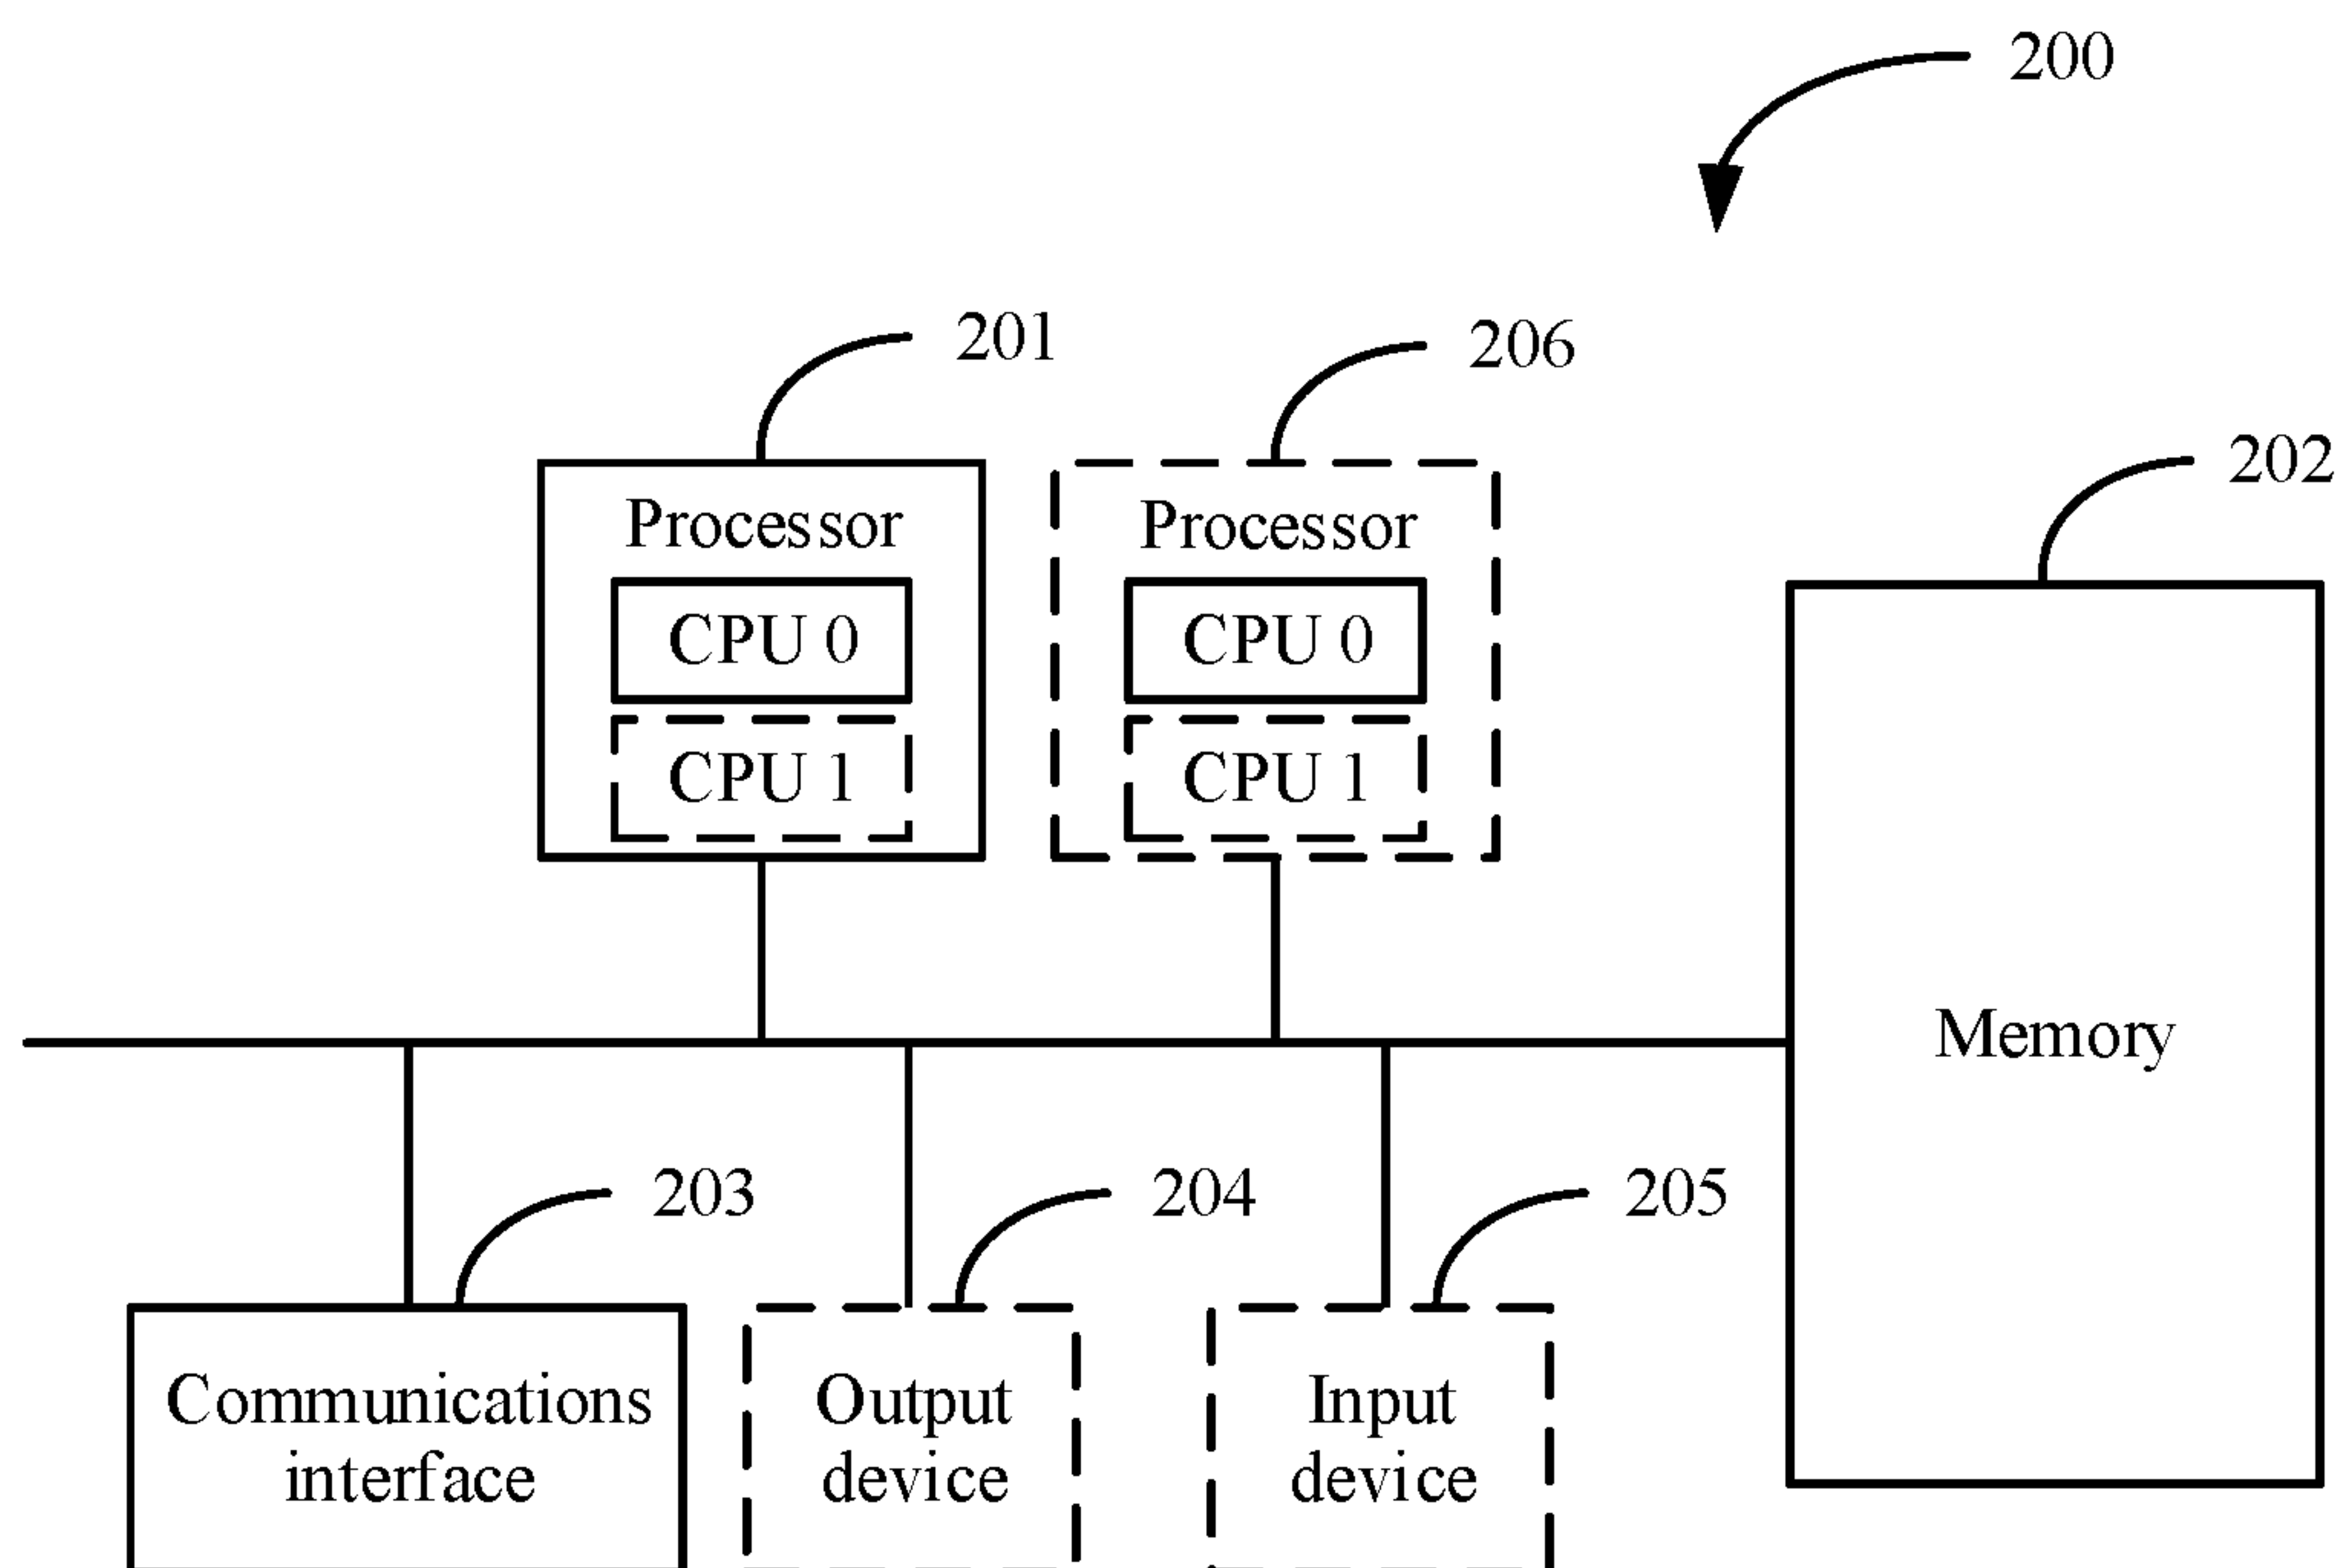 200
201
206
202
Processor
Processor
CPU 0
CPU 0
CPU 1
CPU 1
Memory
203
204
205
Communications
interface
Output
device
Input
device